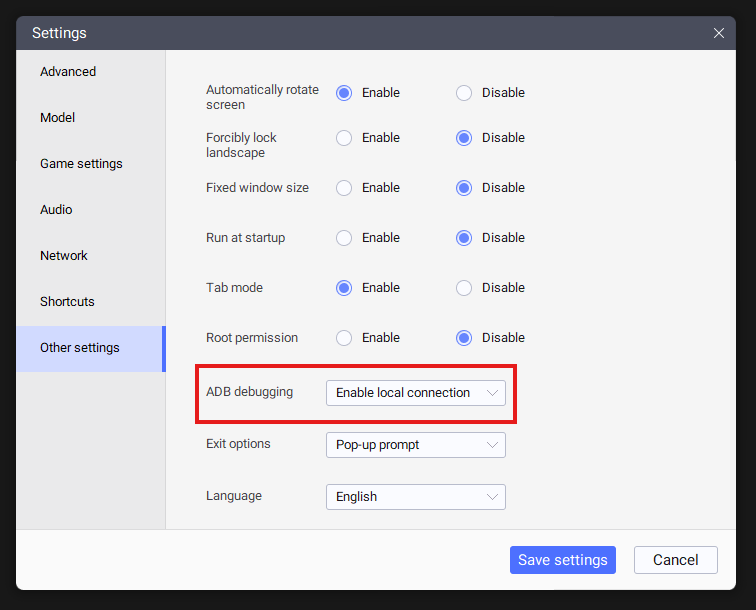 Settings
Advanced
Model
Game settings
Audio
Network
Shortcuts
Other settings
Automatically rotate
screen
Enable
Disable
Forcibly lock
landscape
Enable
Disable
Fixed window size
Enable
Disable
Run at startup
Enable
Disable
Tab mode
Enable
Disable
Root permission
Enable
Disable
ADB debugging
Enable local connection
Exit options
Pop-up prompt
Language
English
Save settings
Cancel